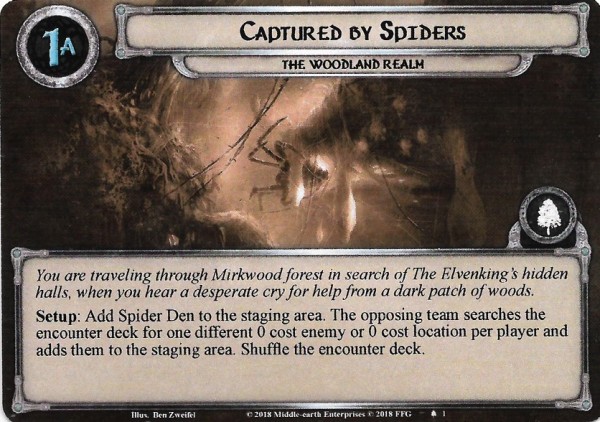 1A
Captured by Spiders
The Woodland Realm
You are traveling through Mirkwood forest in search of The Elvenking's hidden
halls, when you hear a desperate cry for help from a dark patch of woods.
Setup: Add Spider Den to the staging area. The opposing team searches the
encounter deck for one different 0 cost enemy or 0 cost location per player and
adds them to the staging area. Shuffle the encounter deck.
Illus. Ben Zweifel © 2018 Middle-earth Enterprises © 2018 FFG 1